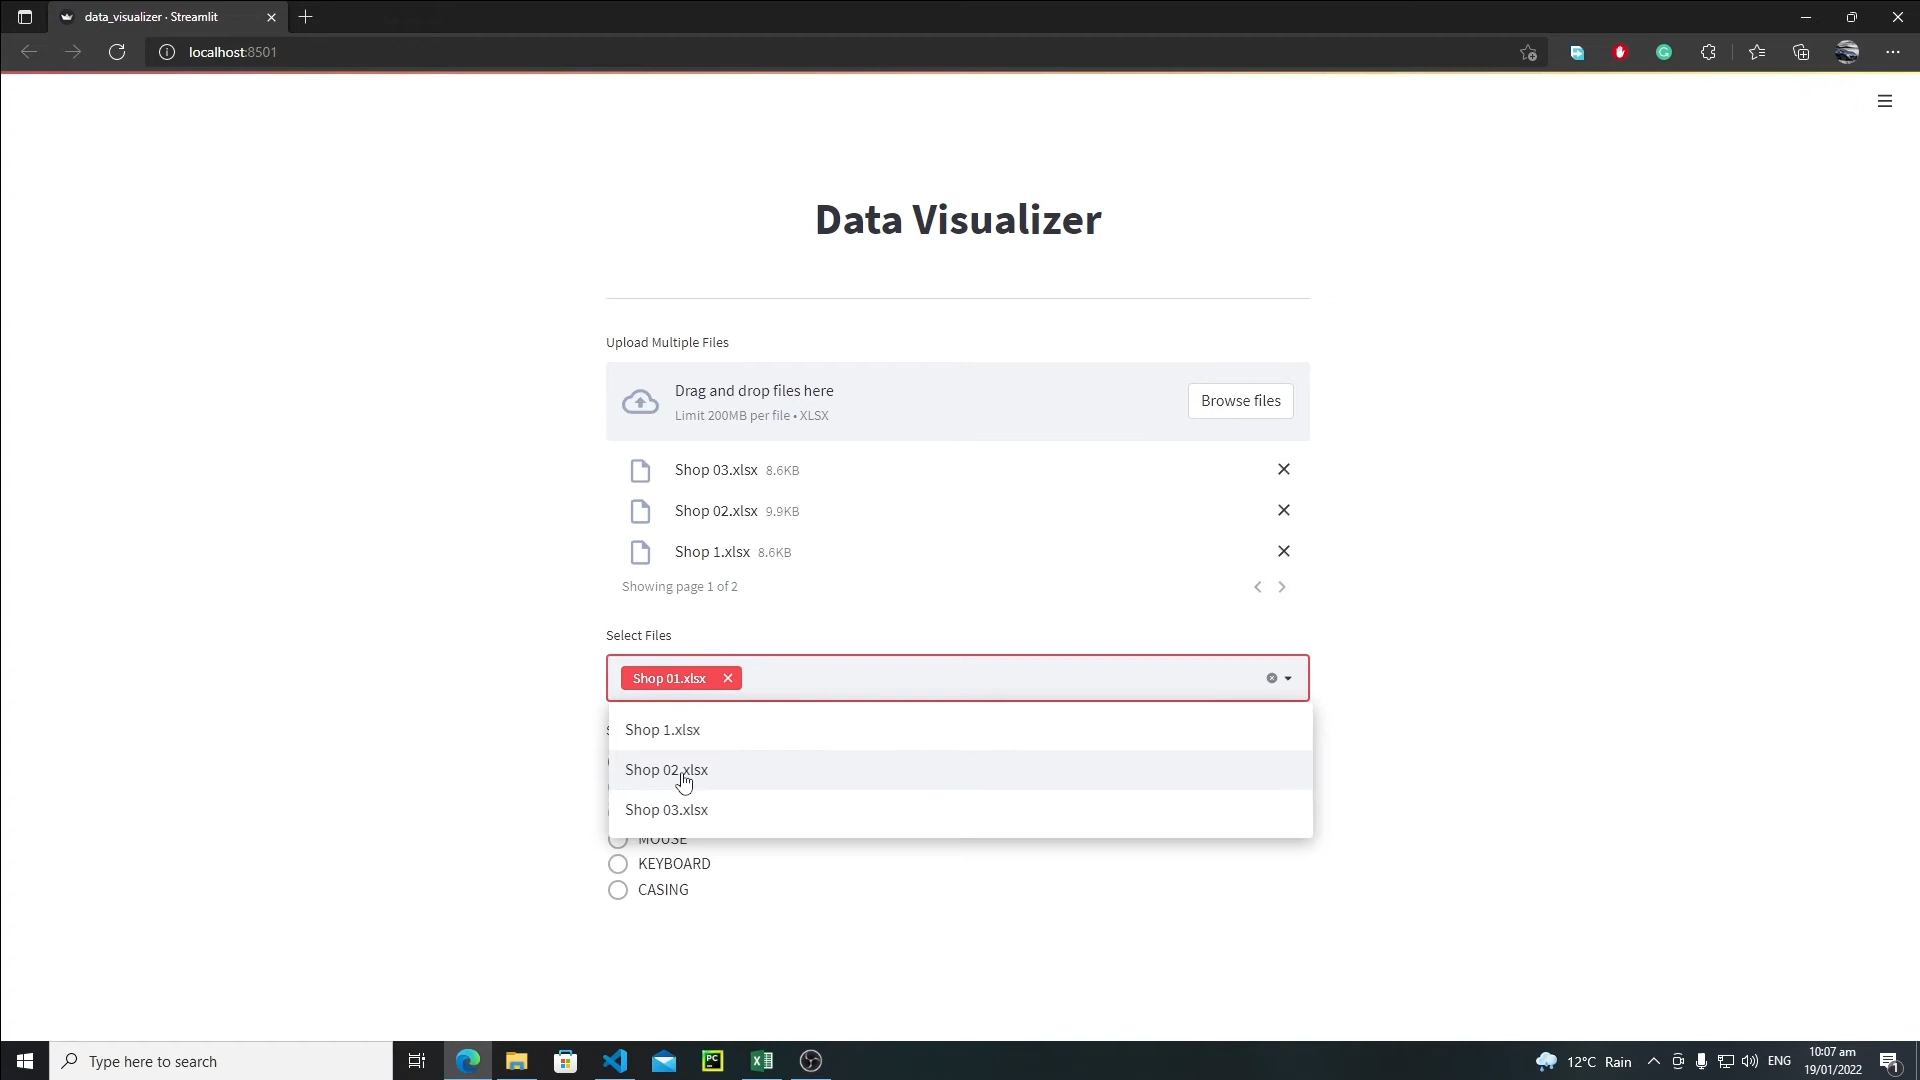 data_visualizer · Streamlit
localhost:8501
Data Visualizer
Upload Multiple Files
Drag and drop files here
Limit 200MB per file • XLSX
Browse files
Shop 03.xlsx 8.6KB
Shop 02.xlsx 9.9KB
Shop 1.xlsx 8.6KB
Showing page 1 of 2
Select Files
Shop 01.xlsx
Shop 1.xlsx
Shop 02.xlsx
Shop 03.xlsx
MOUSE
KEYBOARD
CASING
Type here to search
PC
12°C Rain
ENG
10:07 am
19/01/2022
1